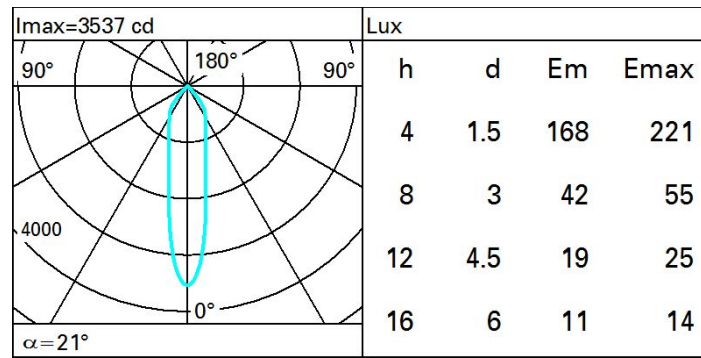 Imax=3537 cd
Lux
90° 180° 90°
4000
0°
α=21°
h d Em Emax
4 1.5 168 221
8 3 42 55
12 4.5 19 25
16 6 11 14